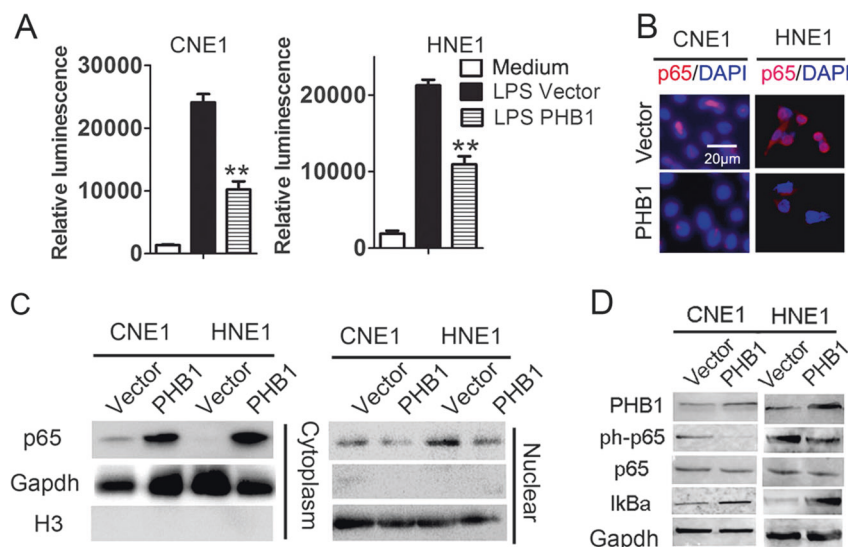 A
CNE1
HNE1
Relative luminescence
30000
20000
10000
0
**
Relative luminescence
20000
10000
0
**
Medium
LPS Vector
LPS PHB1
B
CNE1
HNE1
p65/DAPI
p65/DAPI
Vector
20μm
PHB1
C
CNE1
HNE1
Vector
PHB1
Vector
PHB1
p65
Gapdh
H3
Cytoplasm
CNE1
HNE1
Vector
PHB1
Vector
PHB1
Nuclear
D
CNE1
HNE1
Vector
PHB1
Vector
PHB1
PHB1
ph-p65
p65
IkBa
Gapdh